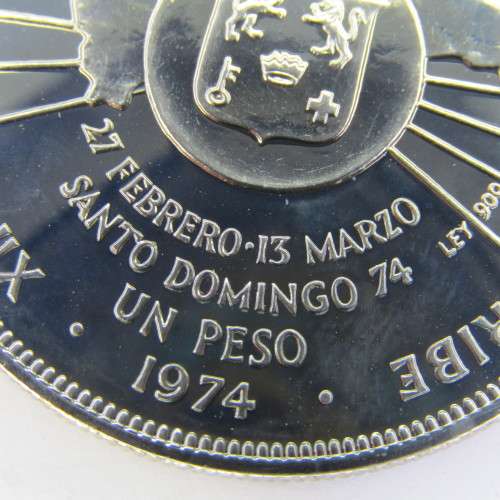 27 FEBRERO·13 MARZO
SANTO DOMINGO 74
UN PESO
1974
LEY 900
XII
RIBE